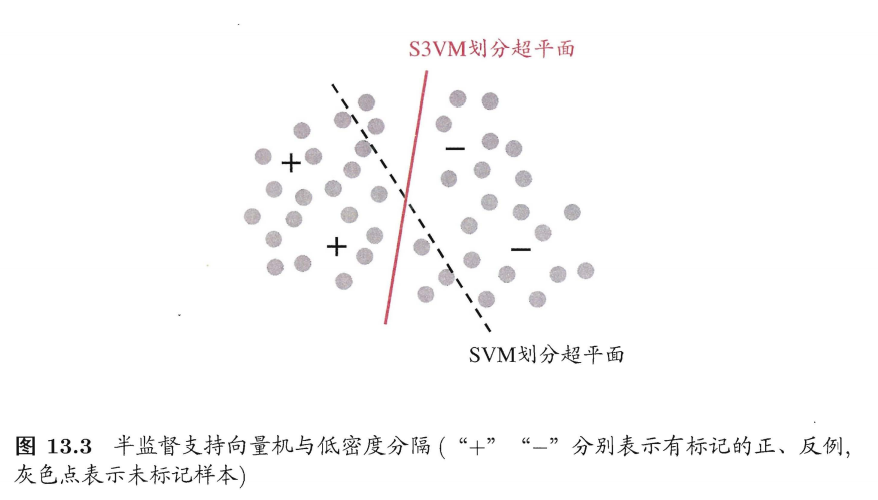 S3VM划分超平面
+
−
+
−
SVM划分超平面
图 13.3 半监督支持向量机与低密度分隔 (“+” “−” 分别表示有标记的正、反例,
灰色点表示未标记样本)